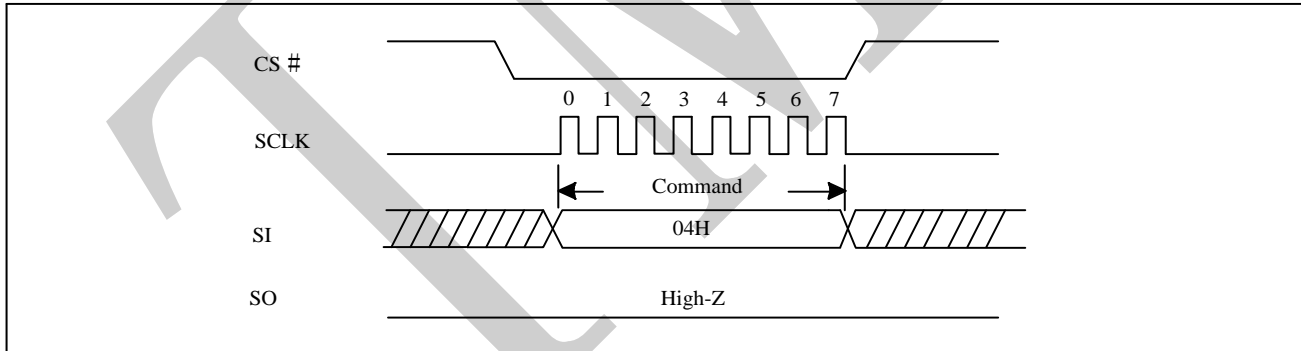 CS #
0 1 2 3 4 5 6 7
SCLK
Command
04H
SI
SO
High-Z